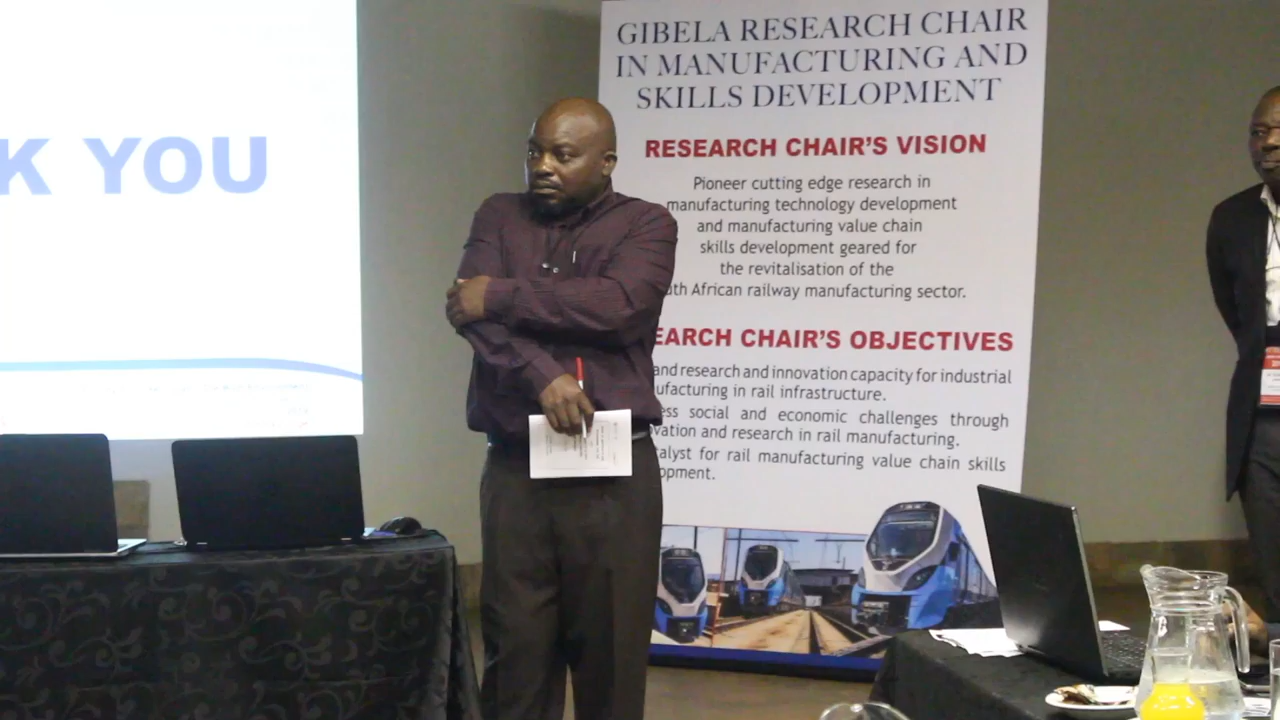 K YOU
GIBELA RESEARCH CHAIR
IN MANUFACTURING AND
SKILLS DEVELOPMENT
RESEARCH CHAIR'S VISION
Pioneer cutting edge research in
manufacturing technology development
and manufacturing value chain
skills development geared for
the revitalisation of the
th African railway manufacturing sector.
EARCH CHAIR'S OBJECTIVES
and research and innovation capacity for industrial
ufacturing in rail infrastructure.
ess social and economic challenges through
vation and research in rail manufacturing.
talyst for rail manufacturing value chain skills
opment.